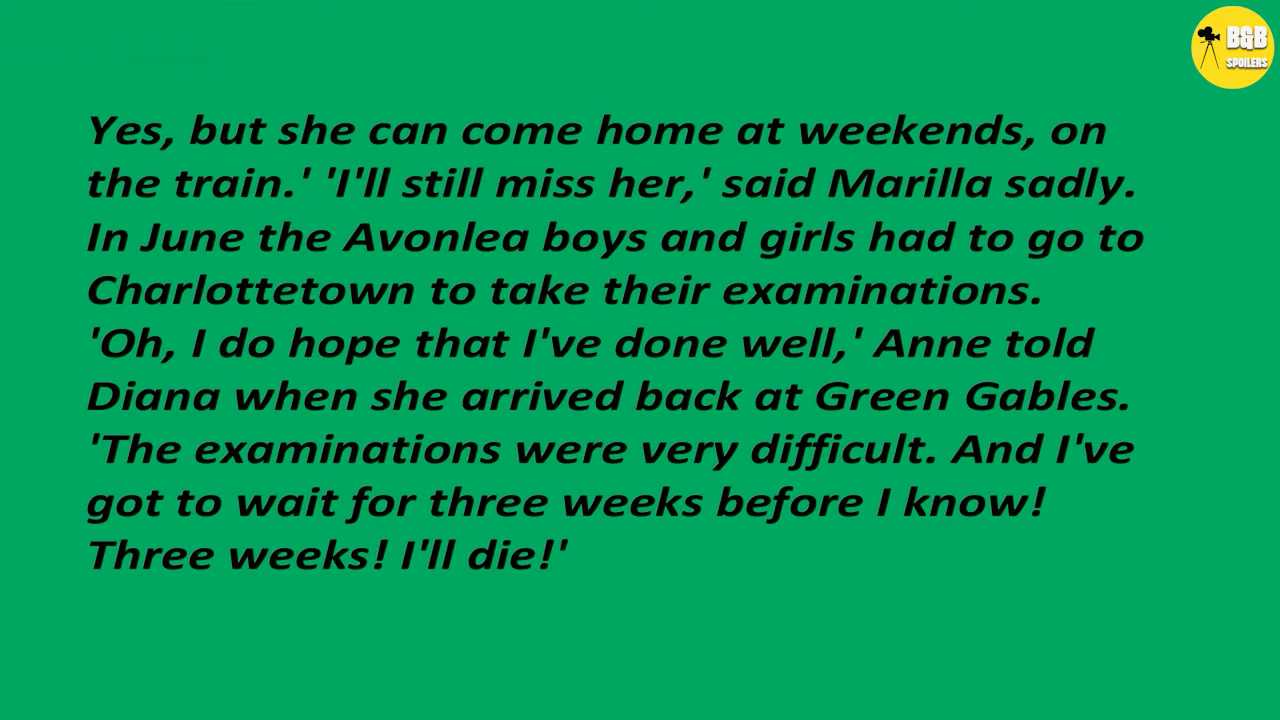 B&B
SPOILERS
Yes, but she can come home at weekends, on
the train.' 'I'll still miss her,' said Marilla sadly.
In June the Avonlea boys and girls had to go to
Charlottetown to take their examinations.
'Oh, I do hope that I've done well,' Anne told
Diana when she arrived back at Green Gables.
'The examinations were very difficult. And I've
got to wait for three weeks before I know!
Three weeks! I'll die!'